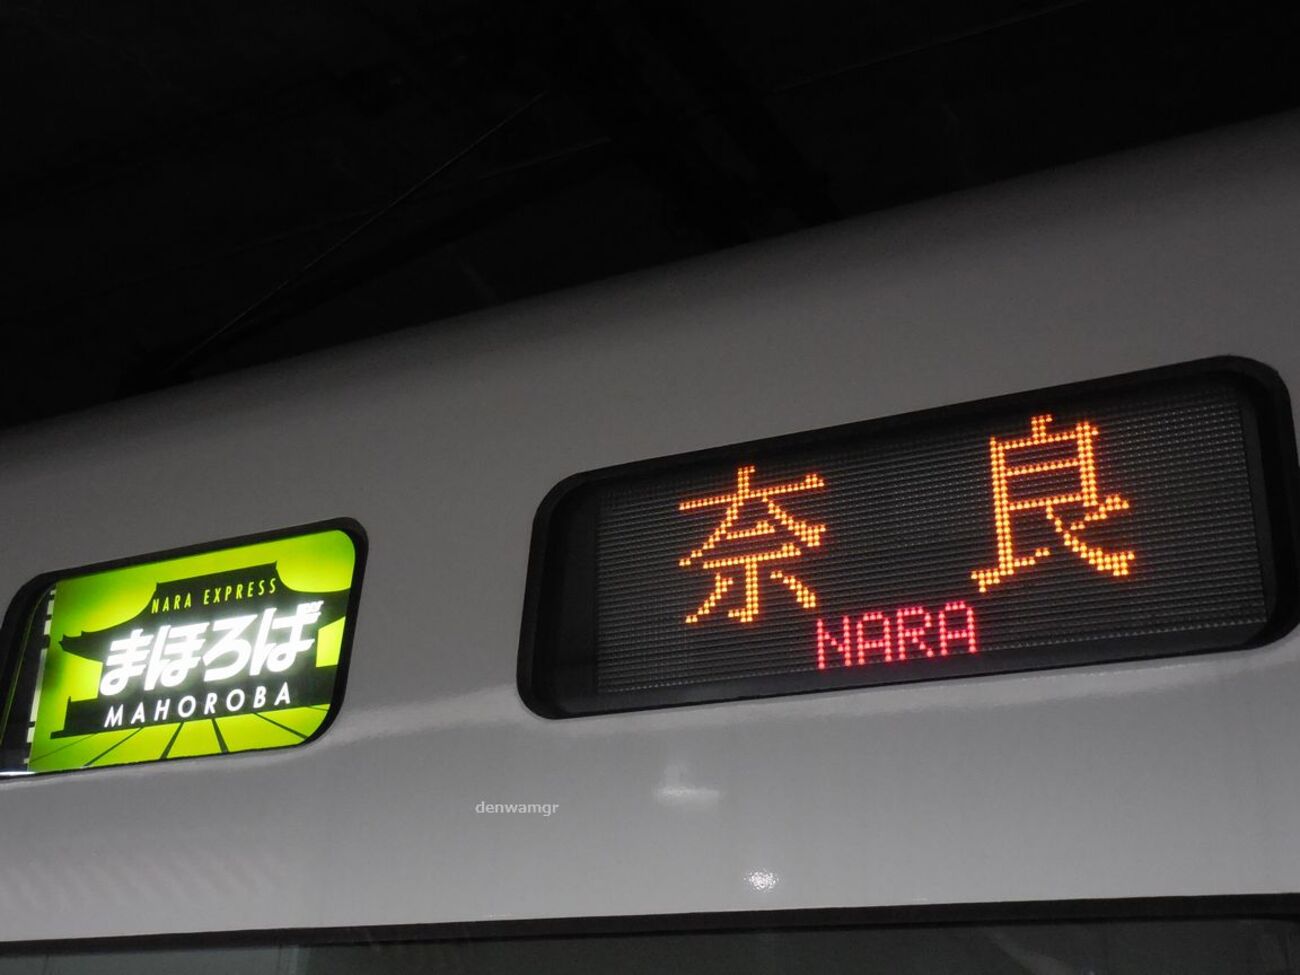 NARA EXPRESS
まほろば
MAHOROBA
奈良
NARA
denwamgr